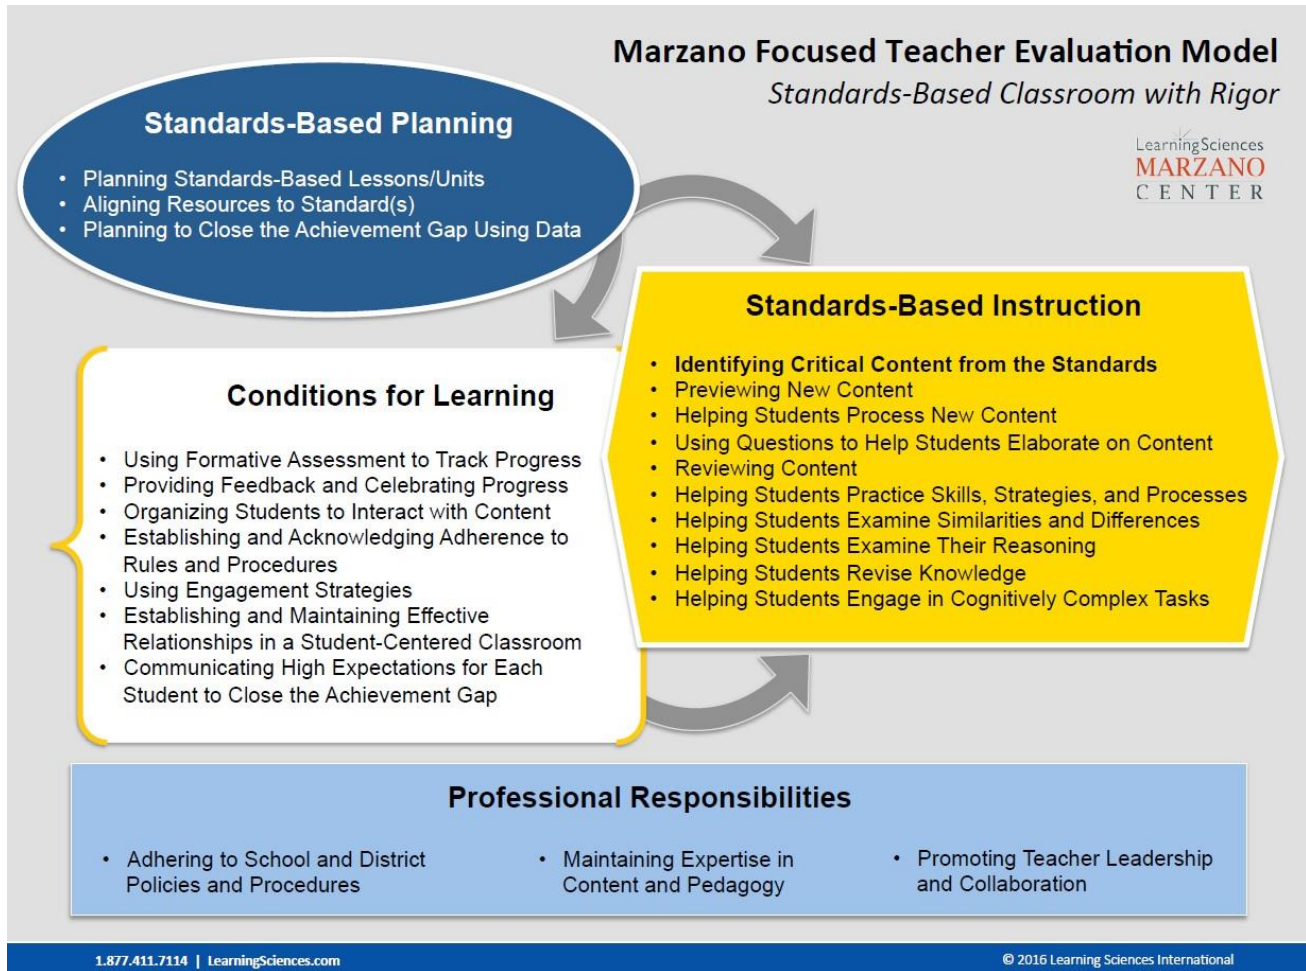 Marzano Focused Teacher Evaluation Model
Standards-Based Classroom with Rigor
LearningSciences
MARZANO
CENTER
Standards-Based Planning
• Planning Standards-Based Lessons/Units
• Aligning Resources to Standard(s)
• Planning to Close the Achievement Gap Using Data
Standards-Based Instruction
• Identifying Critical Content from the Standards
• Previewing New Content
• Helping Students Process New Content
• Using Questions to Help Students Elaborate on Content
• Reviewing Content
• Helping Students Practice Skills, Strategies, and Processes
• Helping Students Examine Similarities and Differences
• Helping Students Examine Their Reasoning
• Helping Students Revise Knowledge
• Helping Students Engage in Cognitively Complex Tasks
Conditions for Learning
• Using Formative Assessment to Track Progress
• Providing Feedback and Celebrating Progress
• Organizing Students to Interact with Content
• Establishing and Acknowledging Adherence to
Rules and Procedures
• Using Engagement Strategies
• Establishing and Maintaining Effective
Relationships in a Student-Centered Classroom
• Communicating High Expectations for Each
Student to Close the Achievement Gap
Professional Responsibilities
• Adhering to School and District
Policies and Procedures
• Maintaining Expertise in
Content and Pedagogy
• Promoting Teacher Leadership
and Collaboration
1.877.411.7114 | LearningSciences.com
© 2016 Learning Sciences International